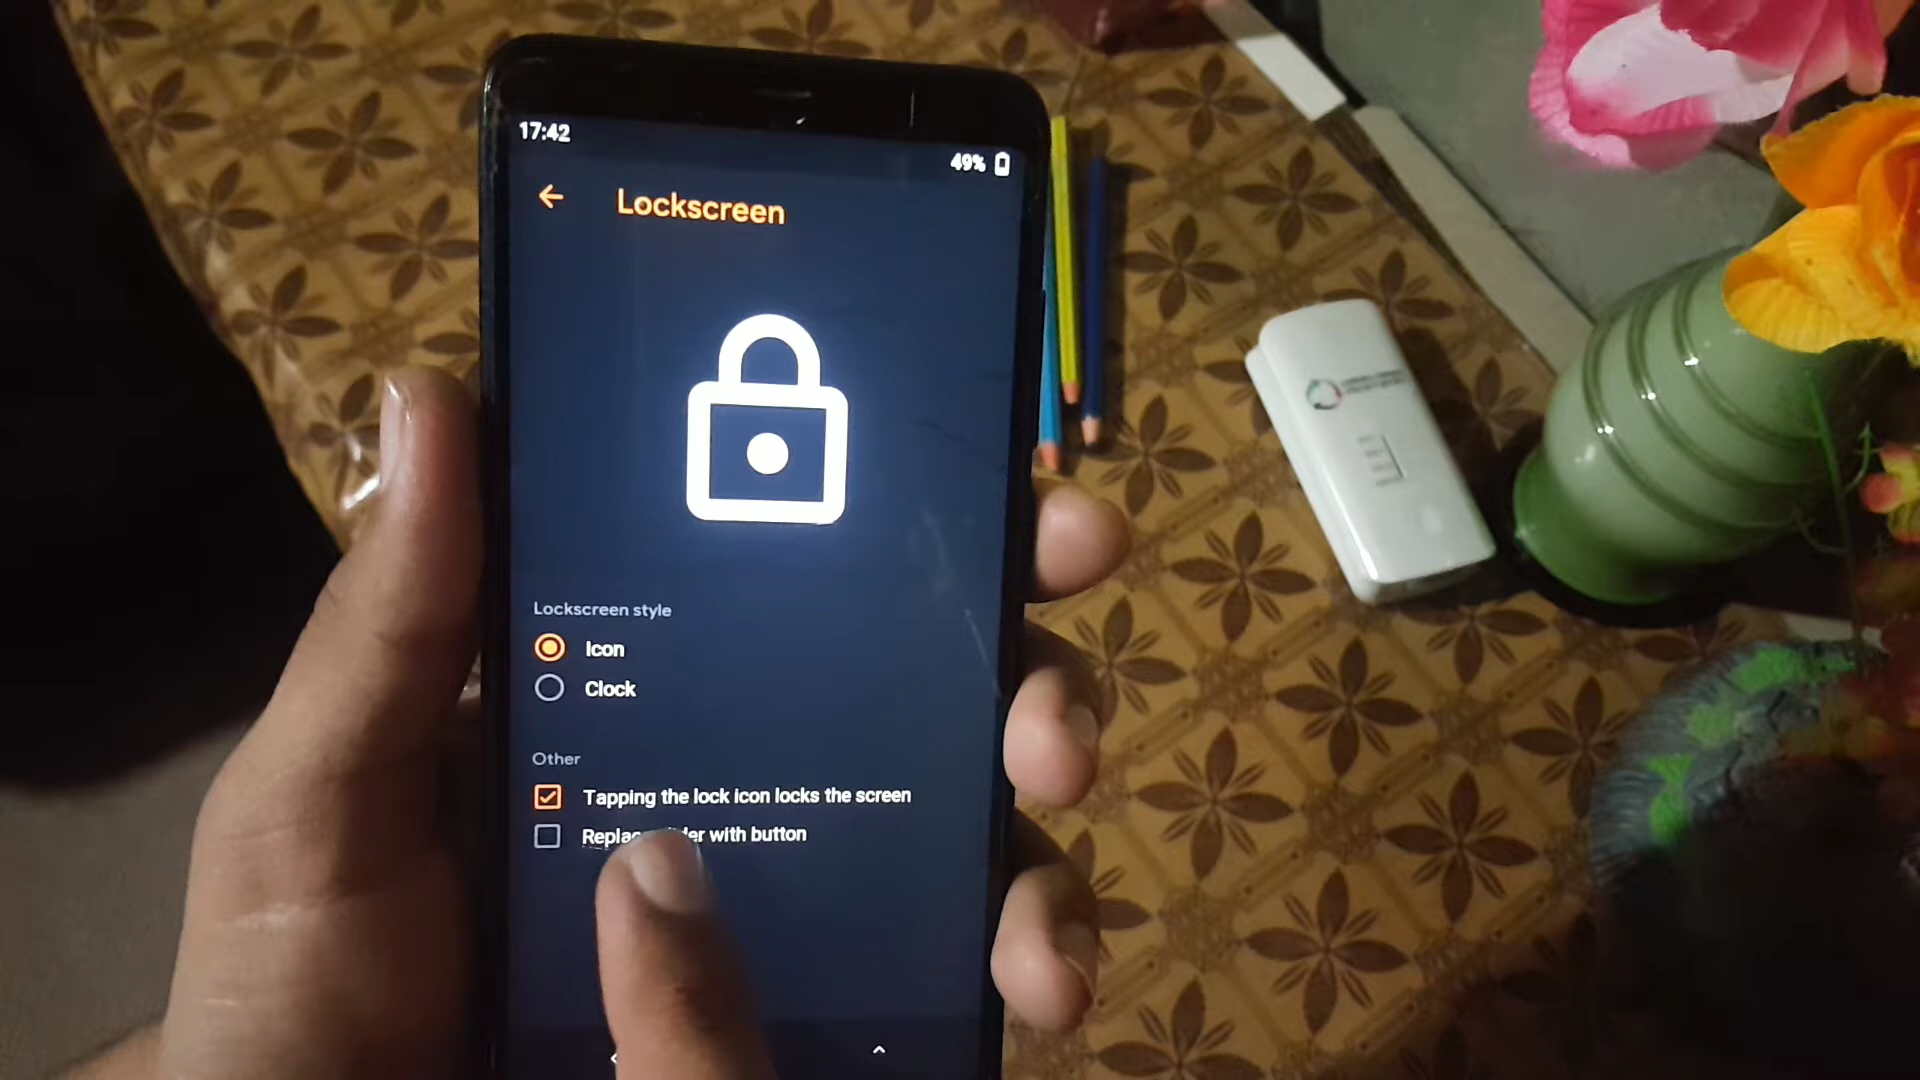 17:42
49%
Lockscreen
Lockscreen style
Icon
Clock
Other
Tapping the lock icon locks the screen
with button